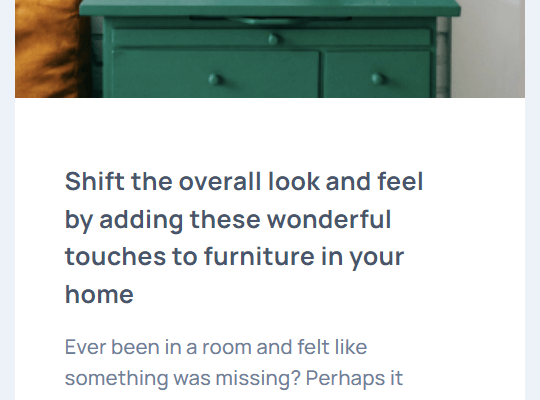 Shift the overall look and feel
by adding these wonderful
touches to furniture in your
home
Ever been in a room and felt like
something was missing? Perhaps it